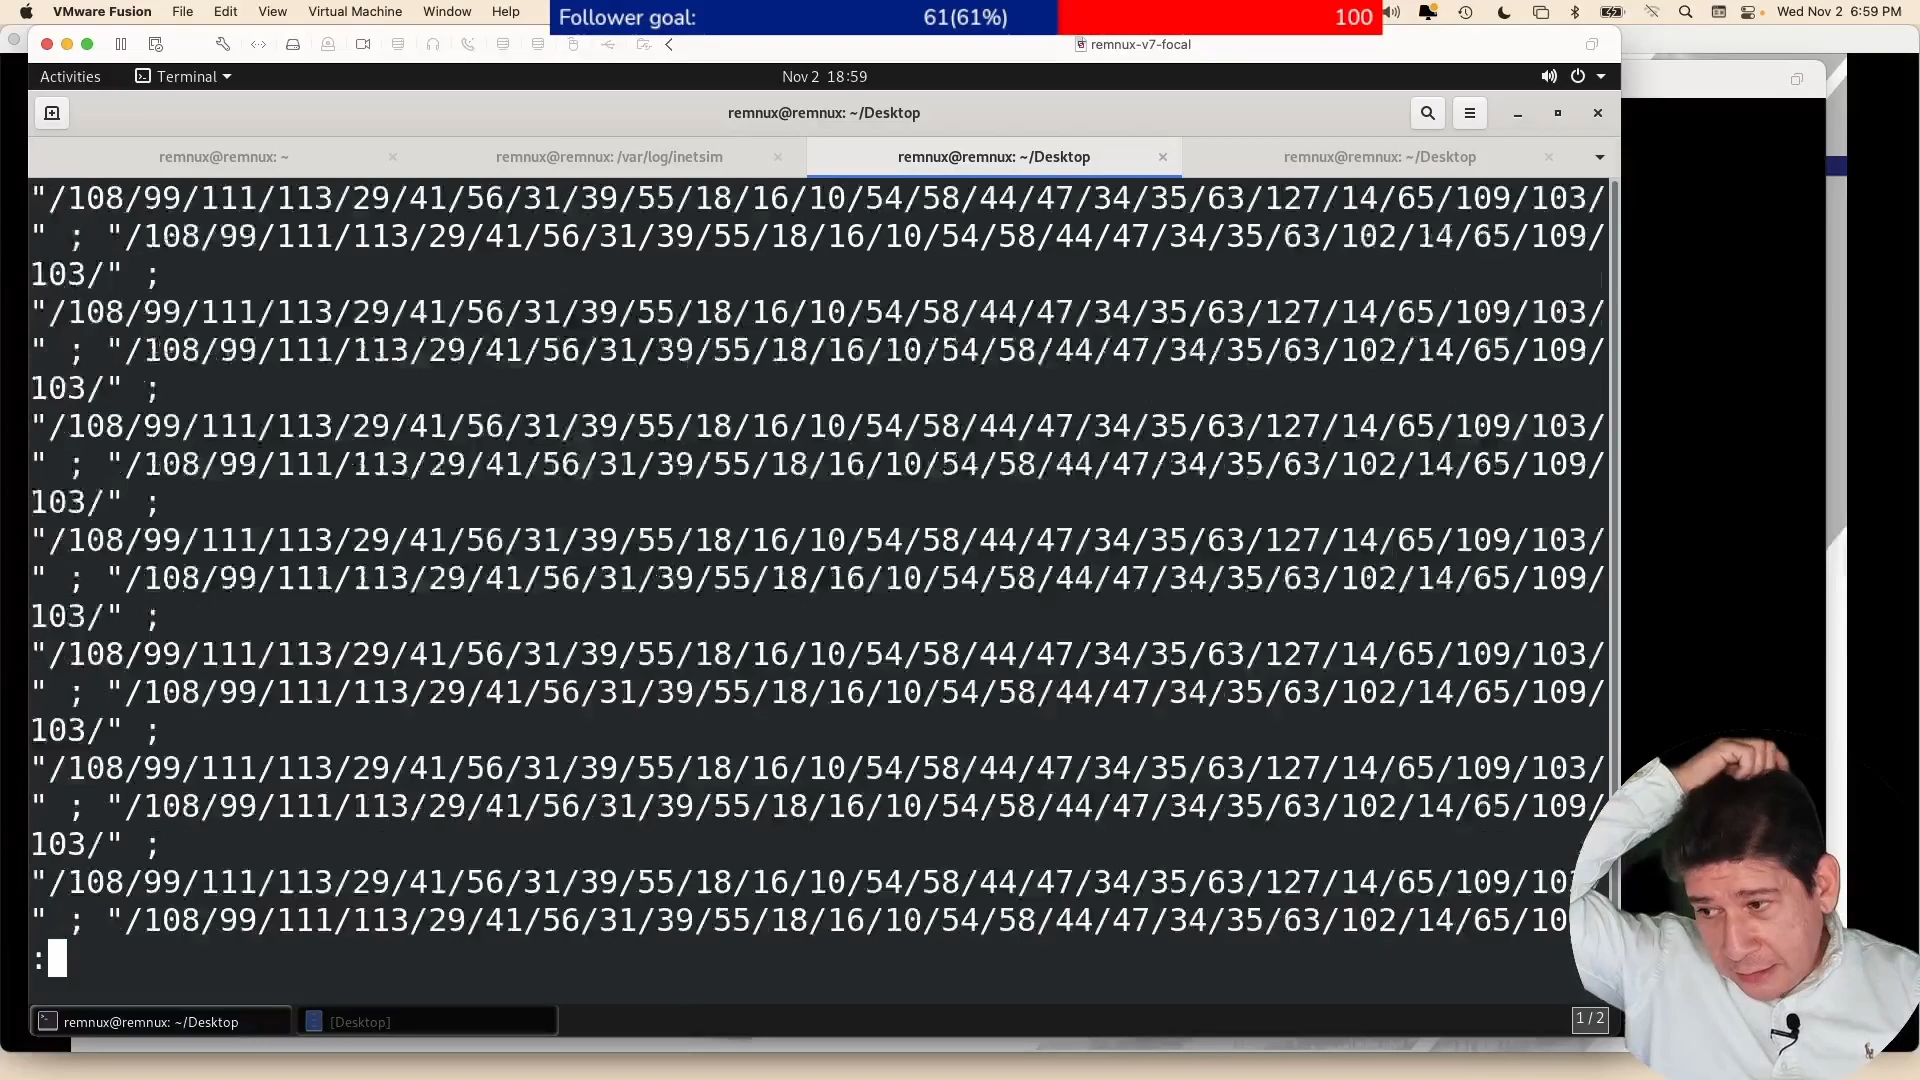 VMware Fusion File Edit View Virtual Machine Window Help
Follower goal: 61(61%) 100
Wed Nov 2 6:59 PM
remnux-v7-focal
Activities Terminal Nov 2 18:59
remnux@remnux: ~/Desktop
remnux@remnux: ~ × remnux@remnux: /var/log/inetsim × remnux@remnux: ~/Desktop × remnux@remnux: ~/Desktop ×
"/108/99/111/113/29/41/56/31/39/55/18/16/10/54/58/44/47/34/35/63/127/14/65/109/103/
" ; "/108/99/111/113/29/41/56/31/39/55/18/16/10/54/58/44/47/34/35/63/102/14/65/109/
103/" ;
"/108/99/111/113/29/41/56/31/39/55/18/16/10/54/58/44/47/34/35/63/127/14/65/109/103/
" ; "/108/99/111/113/29/41/56/31/39/55/18/16/10/54/58/44/47/34/35/63/102/14/65/109/
103/" ;
"/108/99/111/113/29/41/56/31/39/55/18/16/10/54/58/44/47/34/35/63/127/14/65/109/103/
" ; "/108/99/111/113/29/41/56/31/39/55/18/16/10/54/58/44/47/34/35/63/102/14/65/109/
103/" ;
"/108/99/111/113/29/41/56/31/39/55/18/16/10/54/58/44/47/34/35/63/127/14/65/109/103/
" ; "/108/99/111/113/29/41/56/31/39/55/18/16/10/54/58/44/47/34/35/63/102/14/65/109/
103/" ;
"/108/99/111/113/29/41/56/31/39/55/18/16/10/54/58/44/47/34/35/63/127/14/65/109/103/
" ; "/108/99/111/113/29/41/56/31/39/55/18/16/10/54/58/44/47/34/35/63/102/14/65/109/
103/" ;
"/108/99/111/113/29/41/56/31/39/55/18/16/10/54/58/44/47/34/35/63/127/14/65/109/103/
" ; "/108/99/111/113/29/41/56/31/39/55/18/16/10/54/58/44/47/34/35/63/102/14/65/109/
103/" ;
"/108/99/111/113/29/41/56/31/39/55/18/16/10/54/58/44/47/34/35/63/127/14/65/109/10
" ; "/108/99/111/113/29/41/56/31/39/55/18/16/10/54/58/44/47/34/35/63/102/14/65/10
:
remnux@remnux: ~/Desktop [Desktop] 1/2